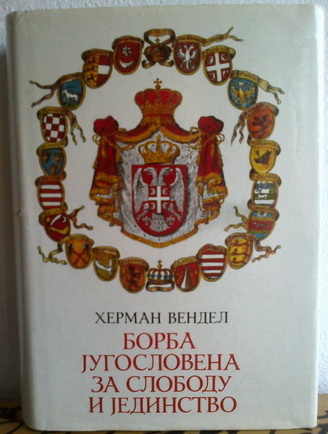 ХЕРМАН ВЕНДЕЛ
БОРБА
ЈУГОСЛОВЕНА
ЗА СЛОБОДУ
И ЈЕДИНСТВО